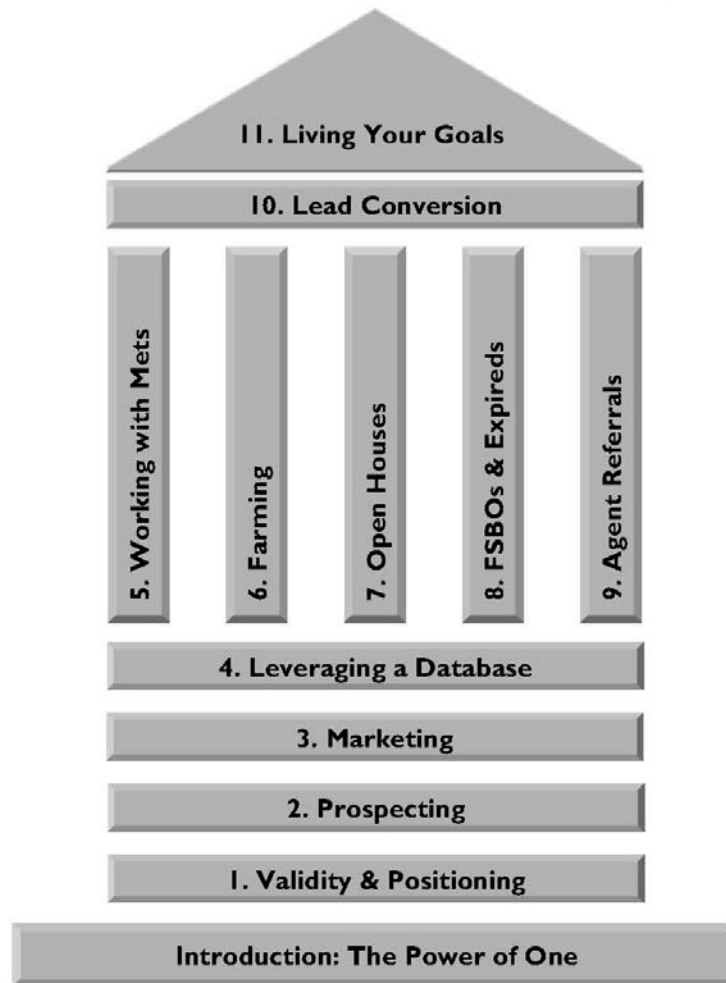 11. Living Your Goals
10. Lead Conversion
5. Working with Mets
6. Farming
7. Open Houses
8. FSBOs & Expireds
9. Agent Referrals
4. Leveraging a Database
3. Marketing
2. Prospecting
1. Validity & Positioning
Introduction: The Power of One